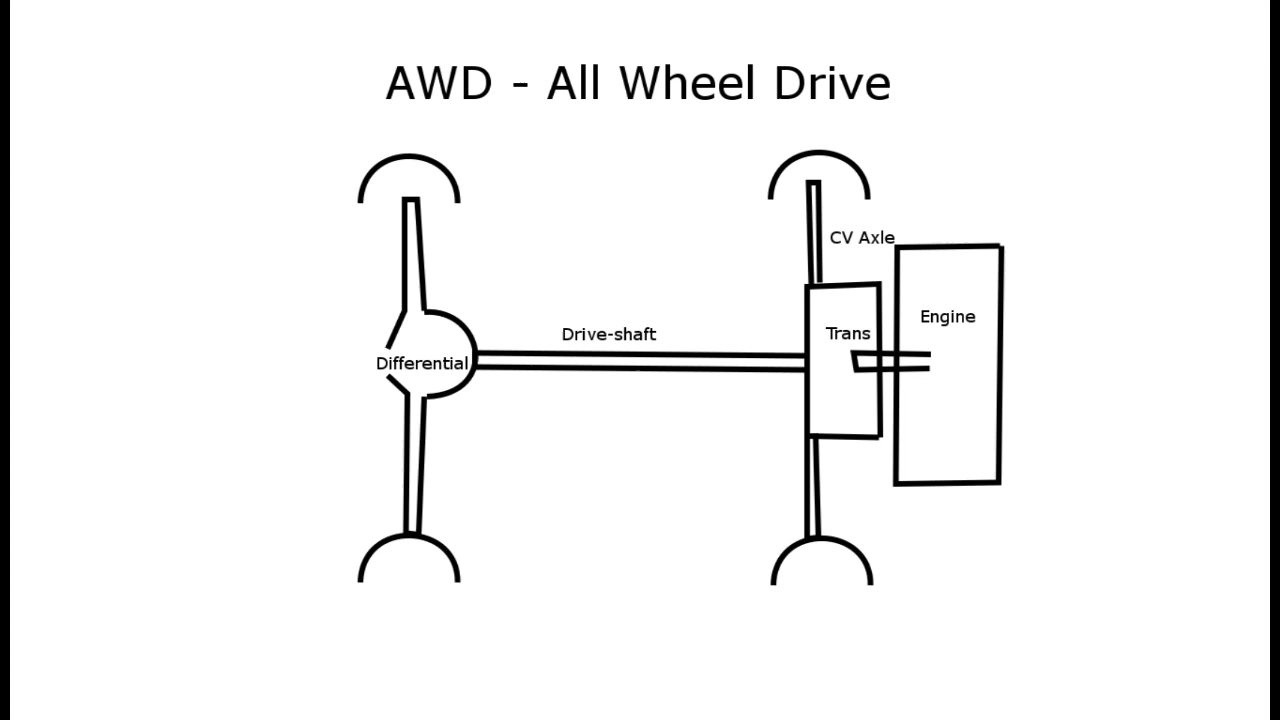 AWD - All Wheel Drive
CV Axle
Engine
Drive-shaft
Trans
Differential